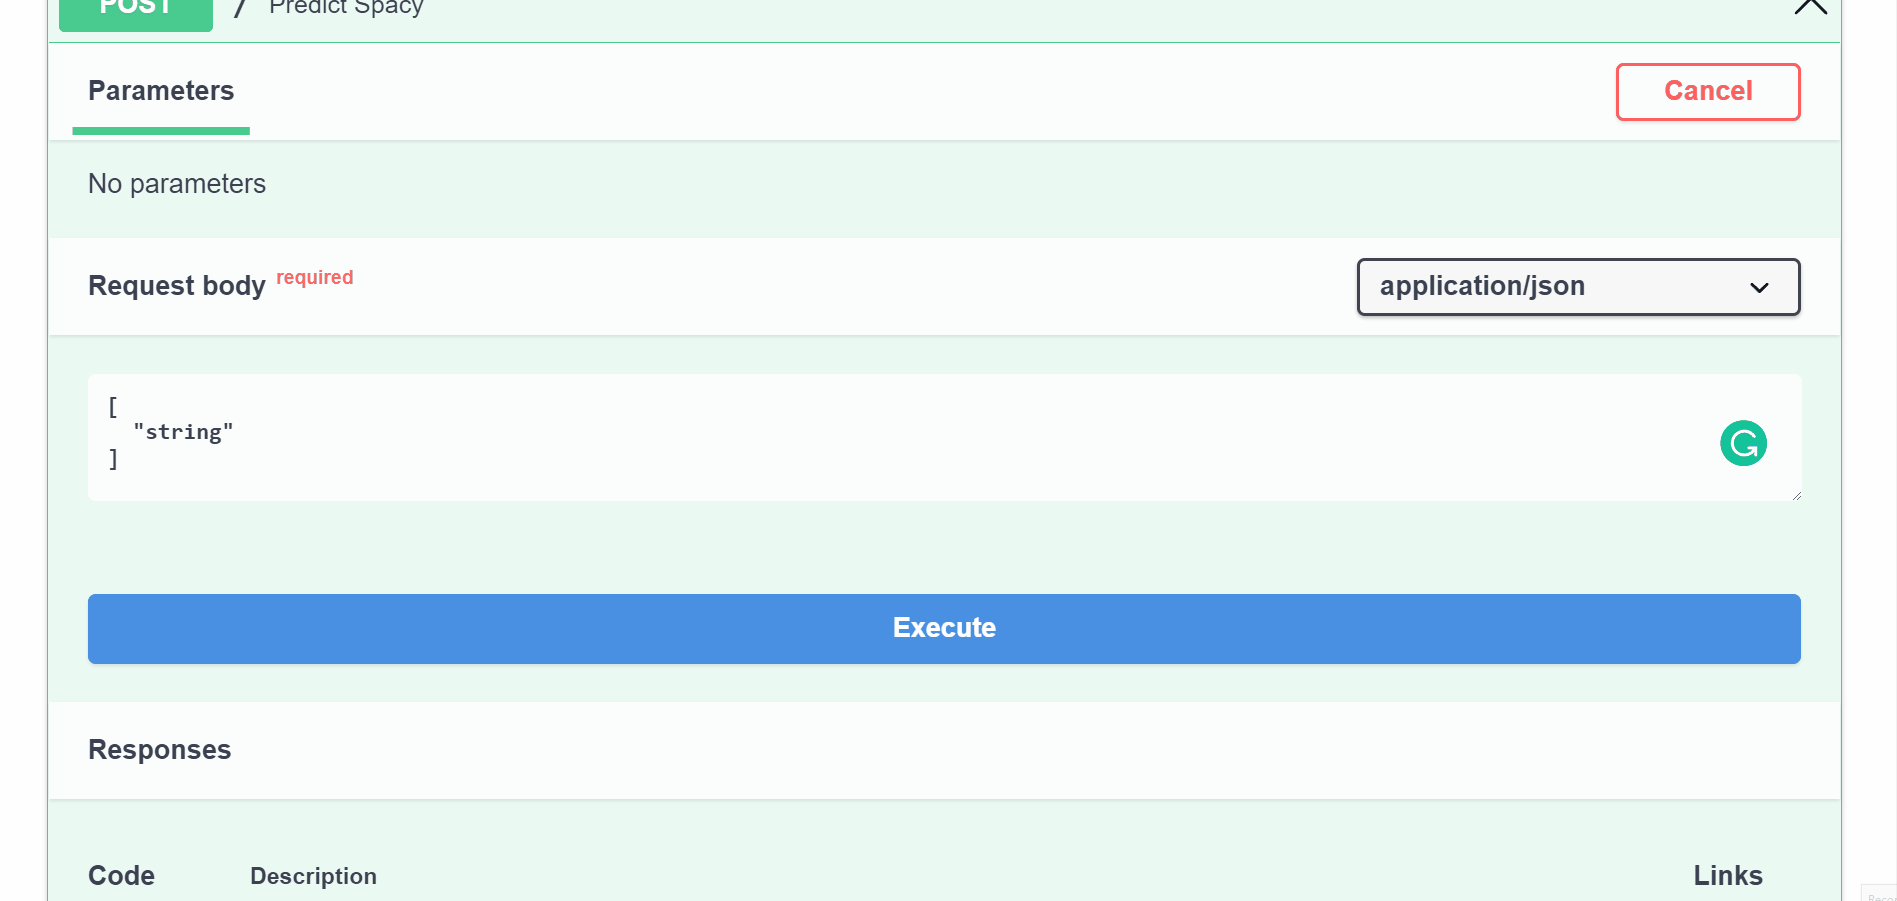 POST / Predict Spacy
Parameters
Cancel
No parameters
Request body required
application/json
[
"string"
]
Execute
Responses
Code Description Links